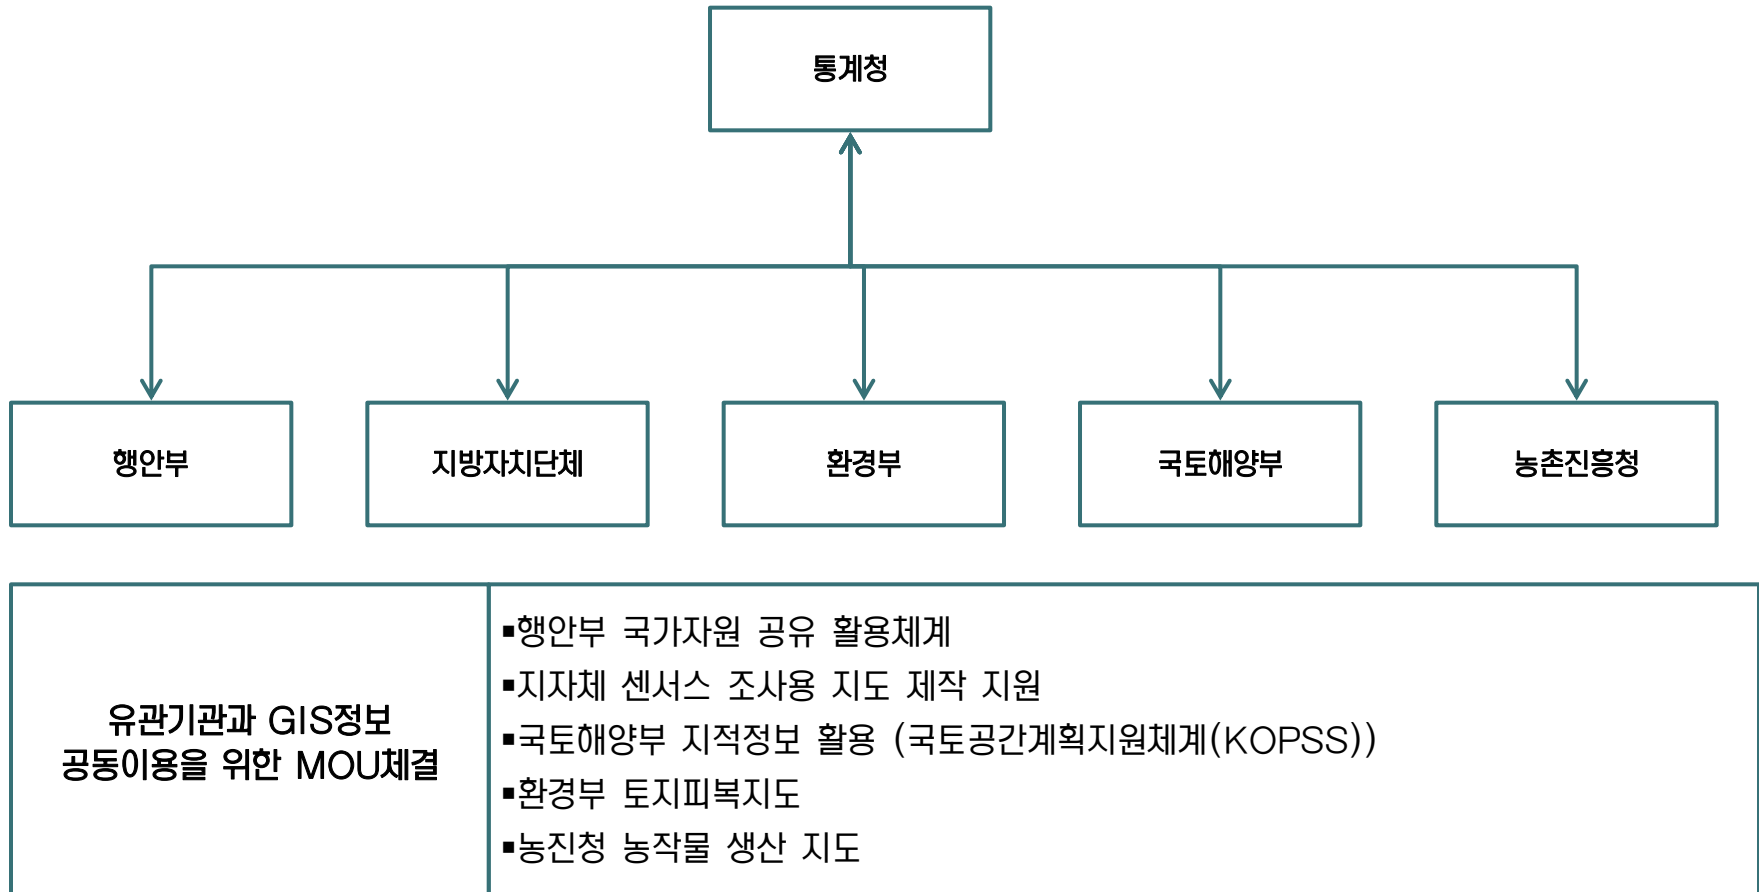 통계청
행안부
지방자치단체
환경부
국토해양부
농촌진흥청
유관기관과 GIS정보
공동이용을 위한 MOU체결
▪행안부 국가자원 공유 활용체계
▪지자체 센서스 조사용 지도 제작 지원
▪국토해양부 지적정보 활용 (국토공간계획지원체계(KOPSS))
▪환경부 토지피복지도
▪농진청 농작물 생산 지도